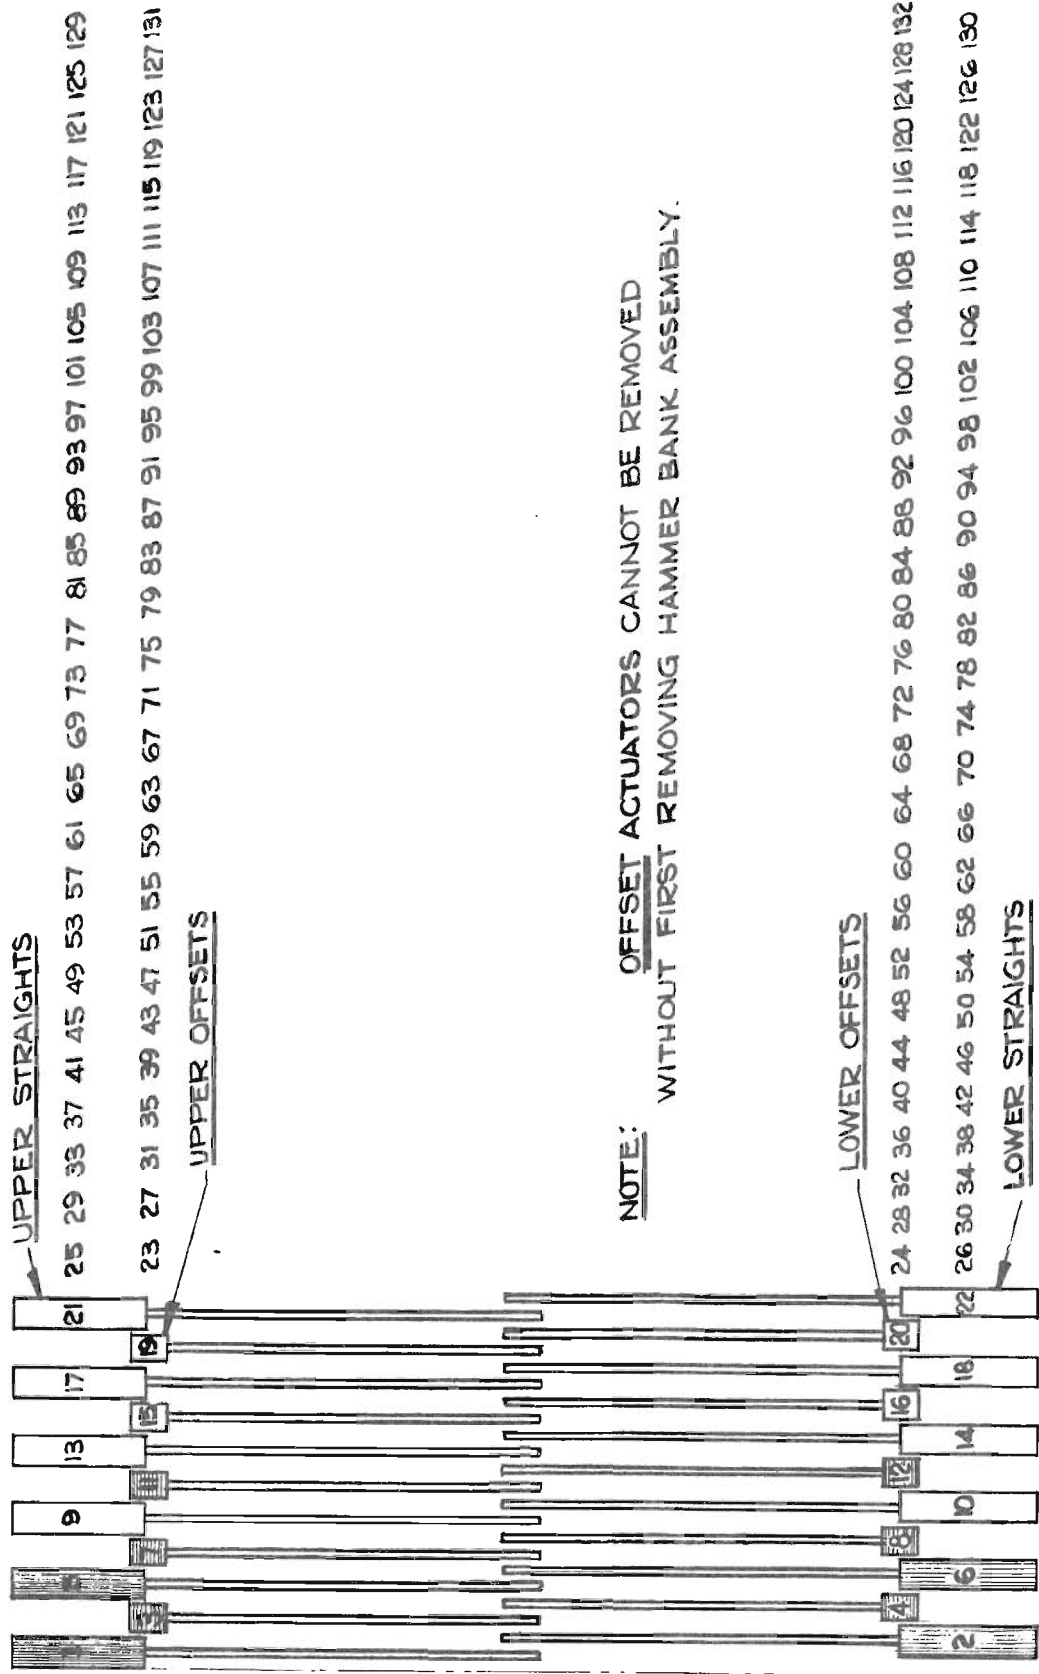 UPPER STRAIGHTS
1 5 9 13 17 21 25 29 33 37 41 45 49 53 57 61 65 69 73 77 81 85 89 93 97 101 105 109 113 117 121 125 129
3 7 11 15 19 23 27 31 35 39 43 47 51 55 59 63 67 71 75 79 83 87 91 95 99 103 107 111 115 119 123 127 131
UPPER OFFSETS
NOTE: OFFSET ACTUATORS CANNOT BE REMOVED
WITHOUT FIRST REMOVING HAMMER BANK ASSEMBLY.
LOWER OFFSETS
4 8 12 16 20 24 28 32 36 40 44 48 52 56 60 64 68 72 76 80 84 88 92 96 100 104 108 112 116 120 124 128 132
2 6 10 14 18 22 26 30 34 38 42 46 50 54 58 62 66 70 74 78 82 86 90 94 98 102 106 110 114 118 122 126 130
LOWER STRAIGHTS